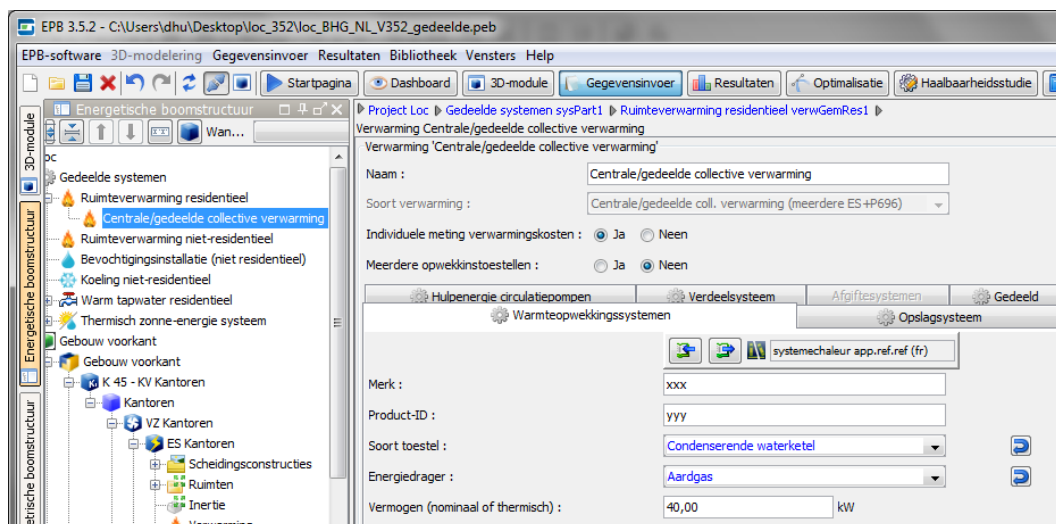 EPB 3.5.2 - C:\Users\dhu\Desktop\loc_352\loc_BHG_NL_V352_gedeelde.peb
EPB-software 3D-modelering Gegevensinvoer Resultaten Bibliotheek Vensters Help
Startpagina Dashboard 3D-module Gegevensinvoer Resultaten Optimalisatie Haalbaarheidsstudie
3D-module
Energetische boomstructuur
etrische boomstructuur
Energetische boomstructuur
Wan...
oc
Gedeelde systemen
Ruimteverwarming residentieel
Centrale/gedeelde collective verwarming
Ruimteverwarming niet-residentieel
Bevochtigingsinstallatie (niet residentieel)
Koeling niet-residentieel
Warm tapwater residentieel
Thermisch zonne-energie systeem
Gebouw voorkant
Gebouw voorkant
K 45 - KV Kantoren
Kantoren
VZ Kantoren
ES Kantoren
Scheidingsconstructies
Ruimten
Inertie
Verwarming
Project Loc Gedeelde systemen sysPart1 Ruimteverwarming residentieel verwGemRes1
Verwarming Centrale/gedeelde collective verwarming
Verwarming 'Centrale/gedeelde collective verwarming'
Naam : Centrale/gedeelde collective verwarming
Soort verwarming : Centrale/gedeelde coll. verwarming (meerdere ES+P696)
Individuele meting verwarmingskosten : Ja Neen
Meerdere opwekkinstoestellen : Ja Neen
Hulpenergie circulatiepompen Verdeelsysteem Afgiftesystemen Gedeeld
Warmteopwekkingssystemen Opslagsysteem
systemechaleur app.ref.ref (fr)
Merk : xxx
Product-ID : yyy
Soort toestel : Condenserende waterketel
Energiedrager : Aardgas
Vermogen (nominaal of thermisch) : 40,00 kW